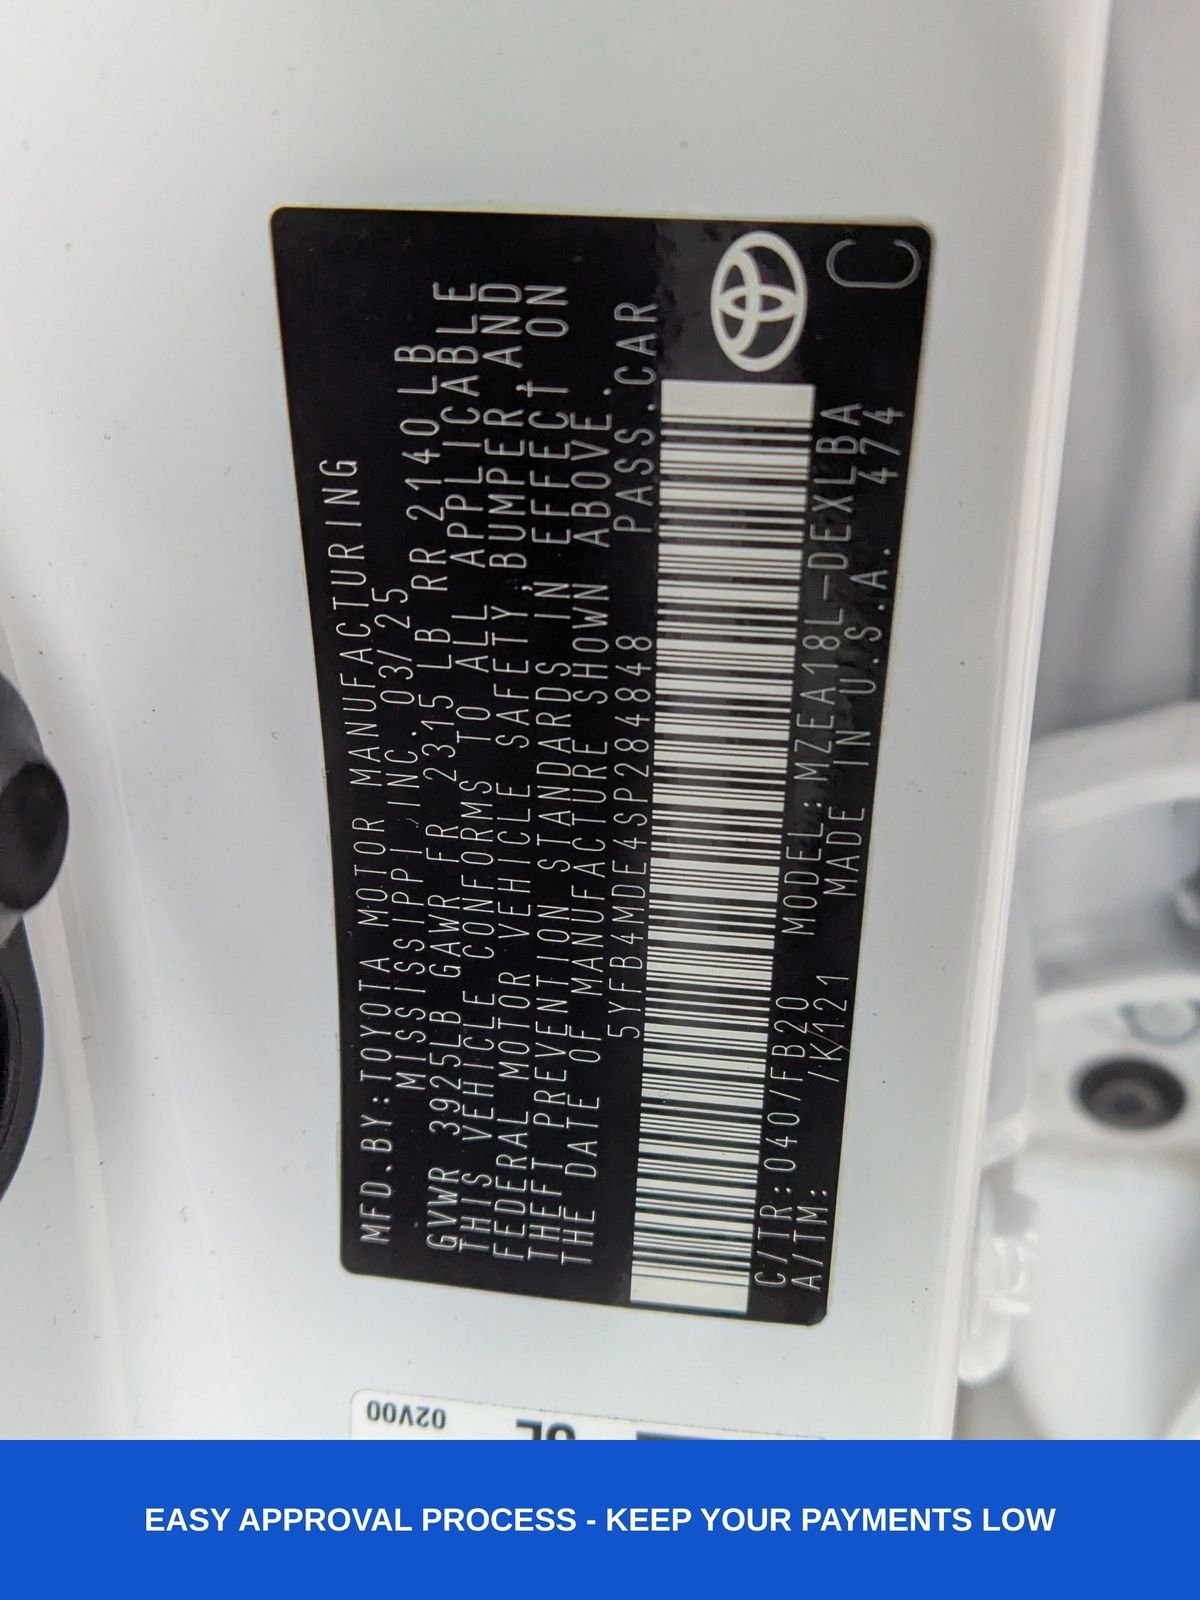 MFD.BY:TOYOTA MOTOR MANUFACTURING
MISSISSIPPI,INC. 03/25
GVWR 3925LB GAWR FR 2315 LB RR 2140LB
THIS VEHICLE CONFORMS TO ALL APPLICABLE
FEDERAL MOTOR VEHICLE SAFETY,BUMPER,AND
THEFT PREVENTION STANDARDS IN EFFECT ON
THE DATE OF MANUFACTURE SHOWN ABOVE.
5YFB4MDE4SP284848 PASS.CAR
C/TR:040/FB20 MODEL:MZEA18L-DEXLBA
A/TM: /K121 MADE IN U.S.A. 474
C
02V00
EASY APPROVAL PROCESS - KEEP YOUR PAYMENTS LOW